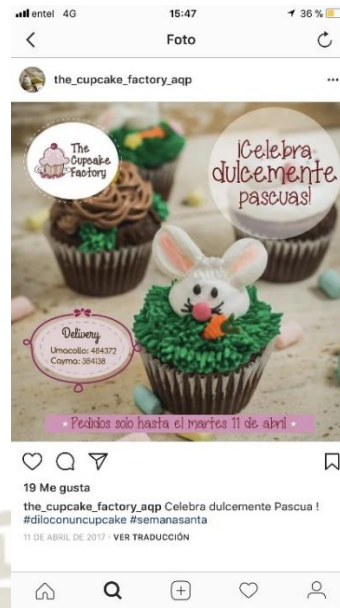 entel 4G 15:47 36 %
Foto
the_cupcake_factory_aqp
The
Cupcake
Factory
¡Celebra
dulcemente
pascuas!
Delivery
Umacollo: 484372
Cayma: 384138
Pedidos solo hasta el martes 11 de abril
19 Me gusta
the_cupcake_factory_aqp Celebra dulcemente Pascua !
#diloconuncupcake #semanasanta
11 DE ABRIL DE 2017 · VER TRADUCCIÓN